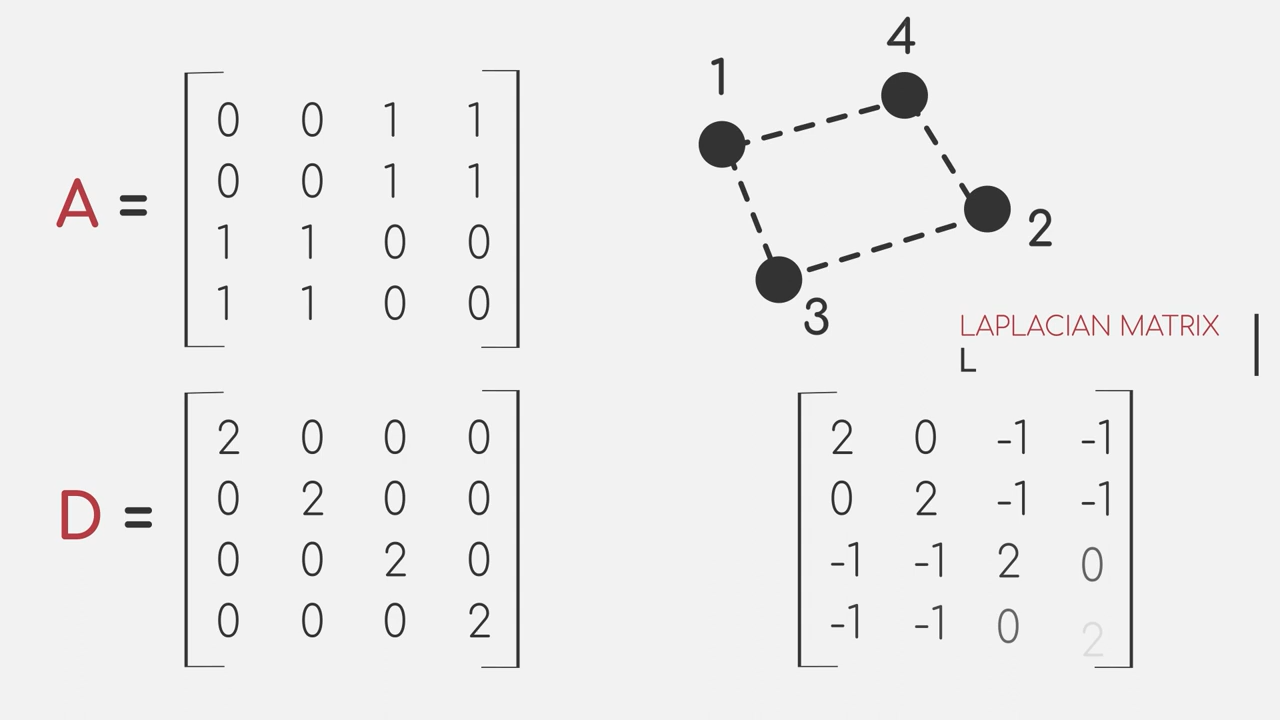 A =
0 0 1 1
0 0 1 1
1 1 0 0
1 1 0 0
1
4
2
3
LAPLACIAN MATRIX
L
D =
2 0 0 0
0 2 0 0
0 0 2 0
0 0 0 2
2 0 -1 -1
0 2 -1 -1
-1 -1 2 0
-1 -1 0 2